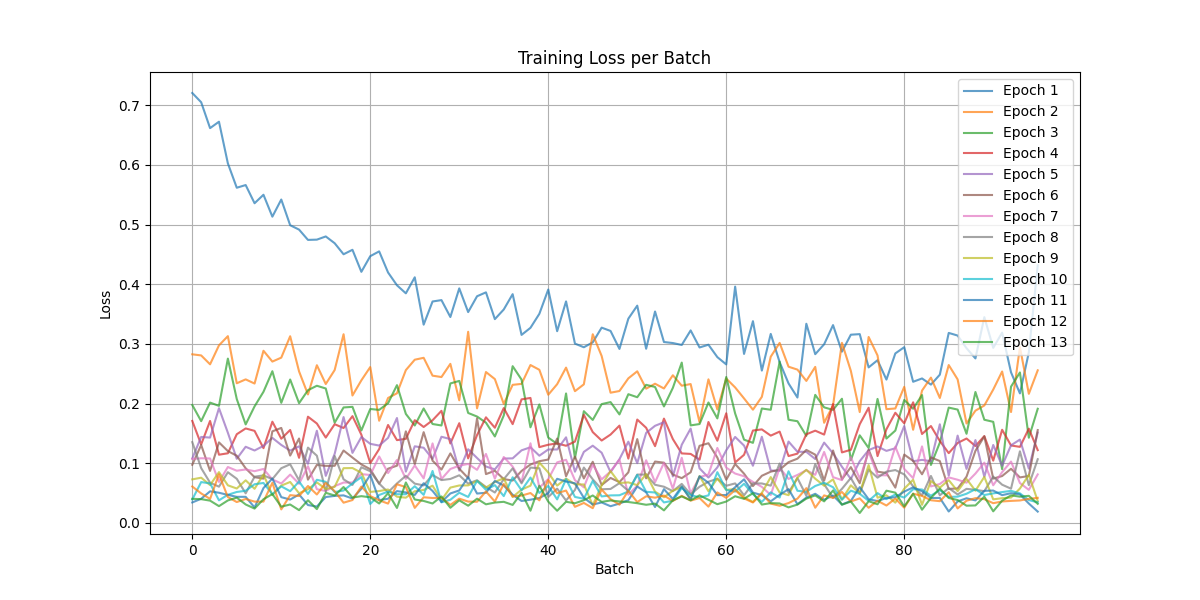 Training Loss per Batch
Loss
0.7
0.6
0.5
0.4
0.3
0.2
0.1
0.0
Epoch 1
Epoch 2
Epoch 3
Epoch 4
Epoch 5
Epoch 6
Epoch 7
Epoch 8
Epoch 9
Epoch 10
Epoch 11
Epoch 12
Epoch 13
0 20 40 60 80
Batch